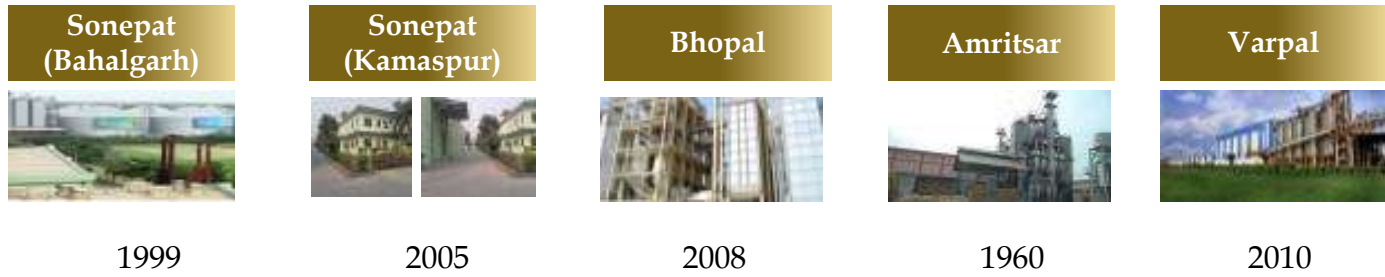 Sonepat
(Bahalgarh)
Sonepat
(Kamaspur)
Bhopal
Amritsar
Varpal
1999
2005
2008
1960
2010